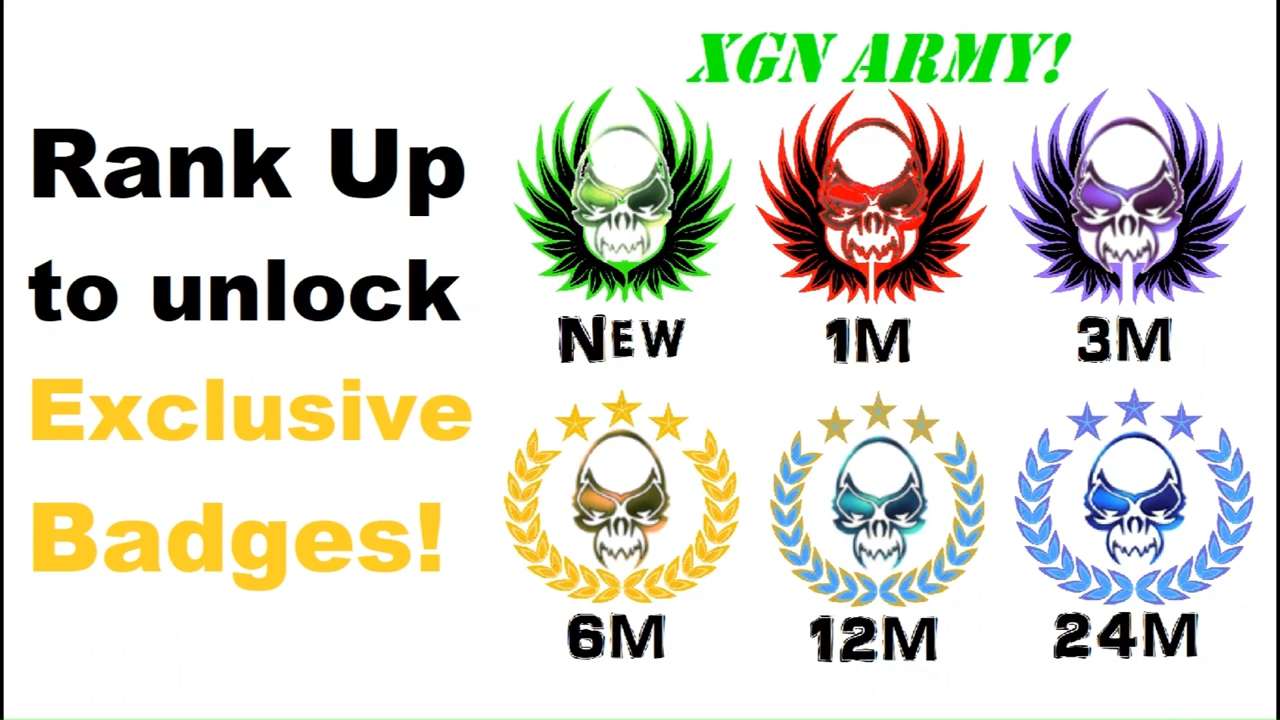 Rank Up
to unlock
Exclusive
Badges!
XGN ARMY!
NEW
1M
3M
6M
12M
24M